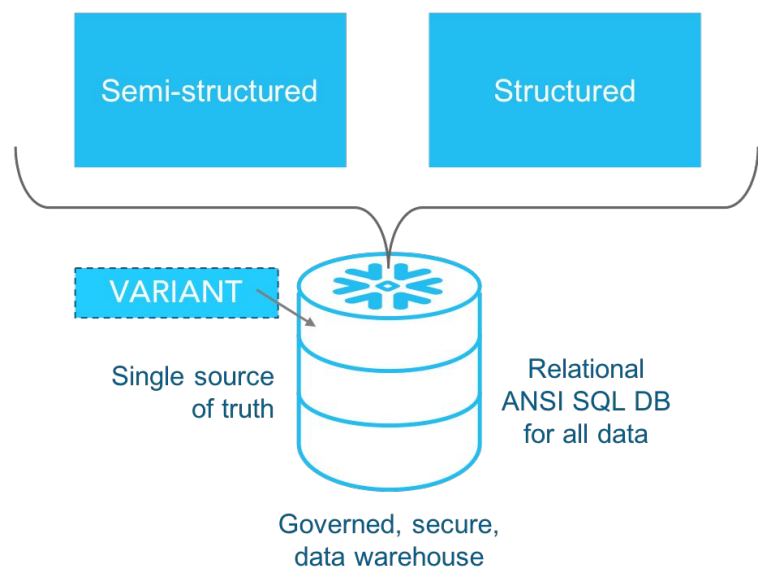 Semi-structured
Structured
VARIANT
Single source
of truth
Relational
ANSI SQL DB
for all data
Governed, secure,
data warehouse